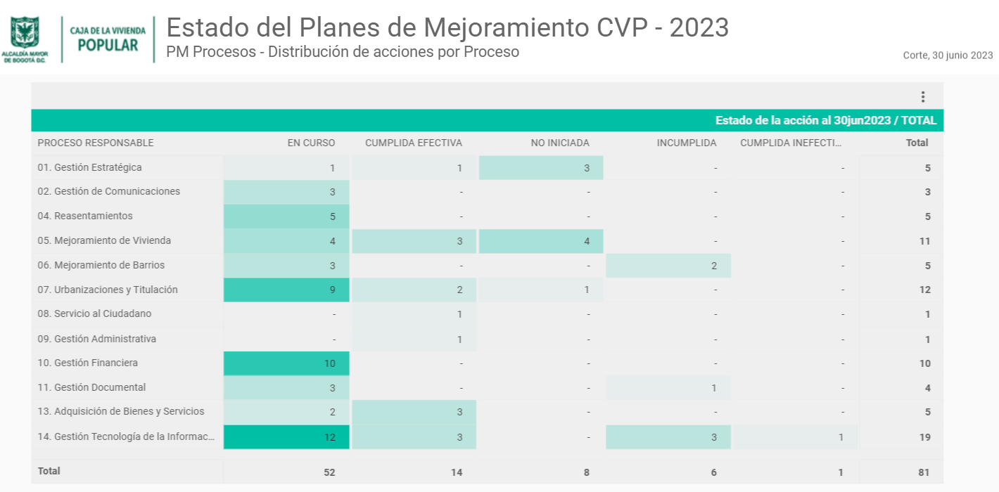 ALCALDÍA MAYOR
DE BOGOTÁ D.C.
CAJA DE LA VIVIENDA
POPULAR
Estado del Planes de Mejoramiento CVP - 2023
PM Procesos - Distribución de acciones por Proceso
Corte, 30 junio 2023
Estado de la acción al 30jun2023 / TOTAL
PROCESO RESPONSABLE EN CURSO CUMPLIDA EFECTIVA NO INICIADA INCUMPLIDA CUMPLIDA INEFECTI... Total
01. Gestión Estratégica 1 1 3 - - 5
02. Gestión de Comunicaciones 3 - - - - 3
04. Reasentamientos 5 - - - - 5
05. Mejoramiento de Vivienda 4 3 4 - - 11
06. Mejoramiento de Barrios 3 - - 2 - 5
07. Urbanizaciones y Titulación 9 2 1 - - 12
08. Servicio al Ciudadano - 1 - - - 1
09. Gestión Administrativa - 1 - - - 1
10. Gestión Financiera 10 - - - - 10
11. Gestión Documental 3 - - 1 - 4
13. Adquisición de Bienes y Servicios 2 3 - - - 5
14. Gestión Tecnología de la Informac... 12 3 - 3 1 19
Total 52 14 8 6 1 81